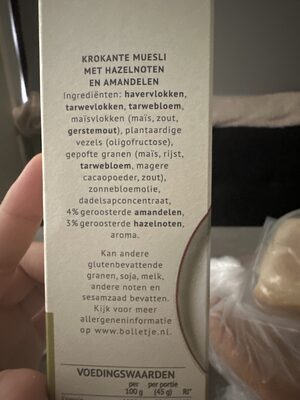 KROKANTE MUESLI
MET HAZELNOTEN
EN AMANDELEN
Ingrediënten: havervlokken,
tarwevlokken, tarwebloem,
maïsvlokken (maïs, zout,
gerstemout), plantaardige
vezels (oligofructose),
gepofte granen (maïs, rijst,
tarwebloem, magere
cacaopoeder, zout),
zonnebloemolie,
dadelsapconcentraat,
4% geroosterde amandelen,
3% geroosterde hazelnoten,
aroma.
Kan andere
glutenbevattende
granen, soja, melk,
andere noten en
sesamzaad bevatten.
Kijk voor meer
allergeneninformatie
op www.bolletje.nl.
VOEDINGSWAARDEN
per per portie
100 g (45 g) RI*